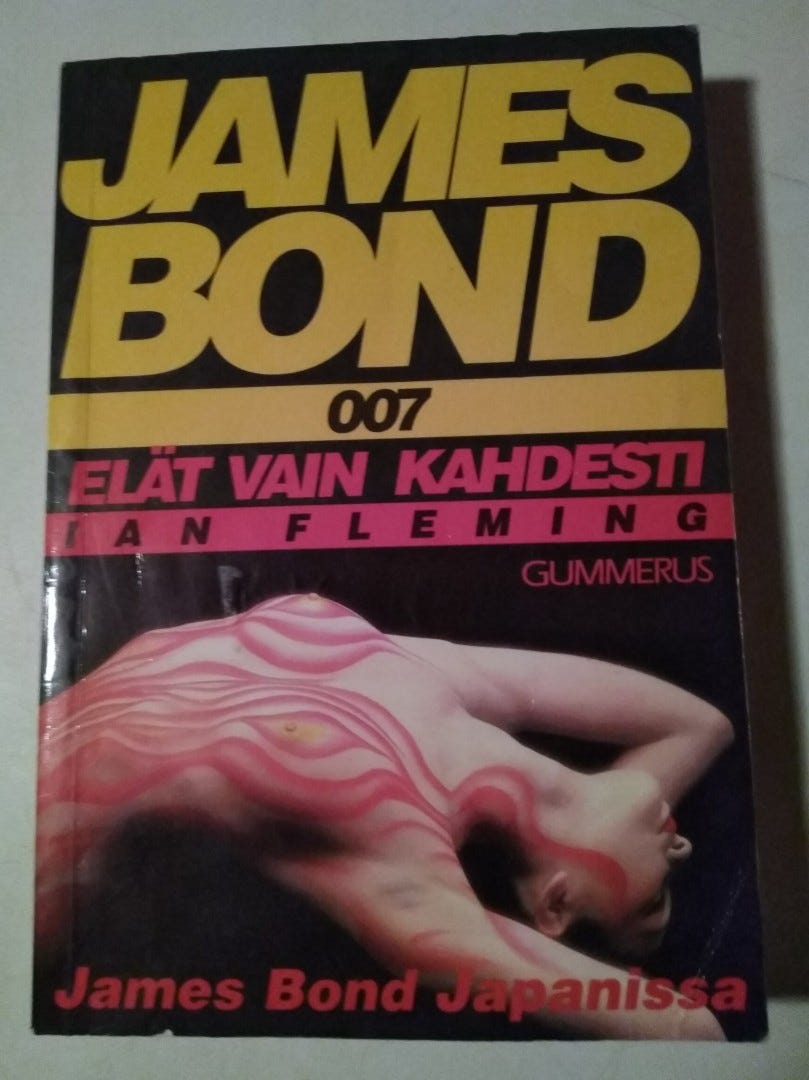 JAMES
BOND
007
ELÄT VAIN KAHDESTI
IAN FLEMING
GUMMERUS
James Bond Japanissa